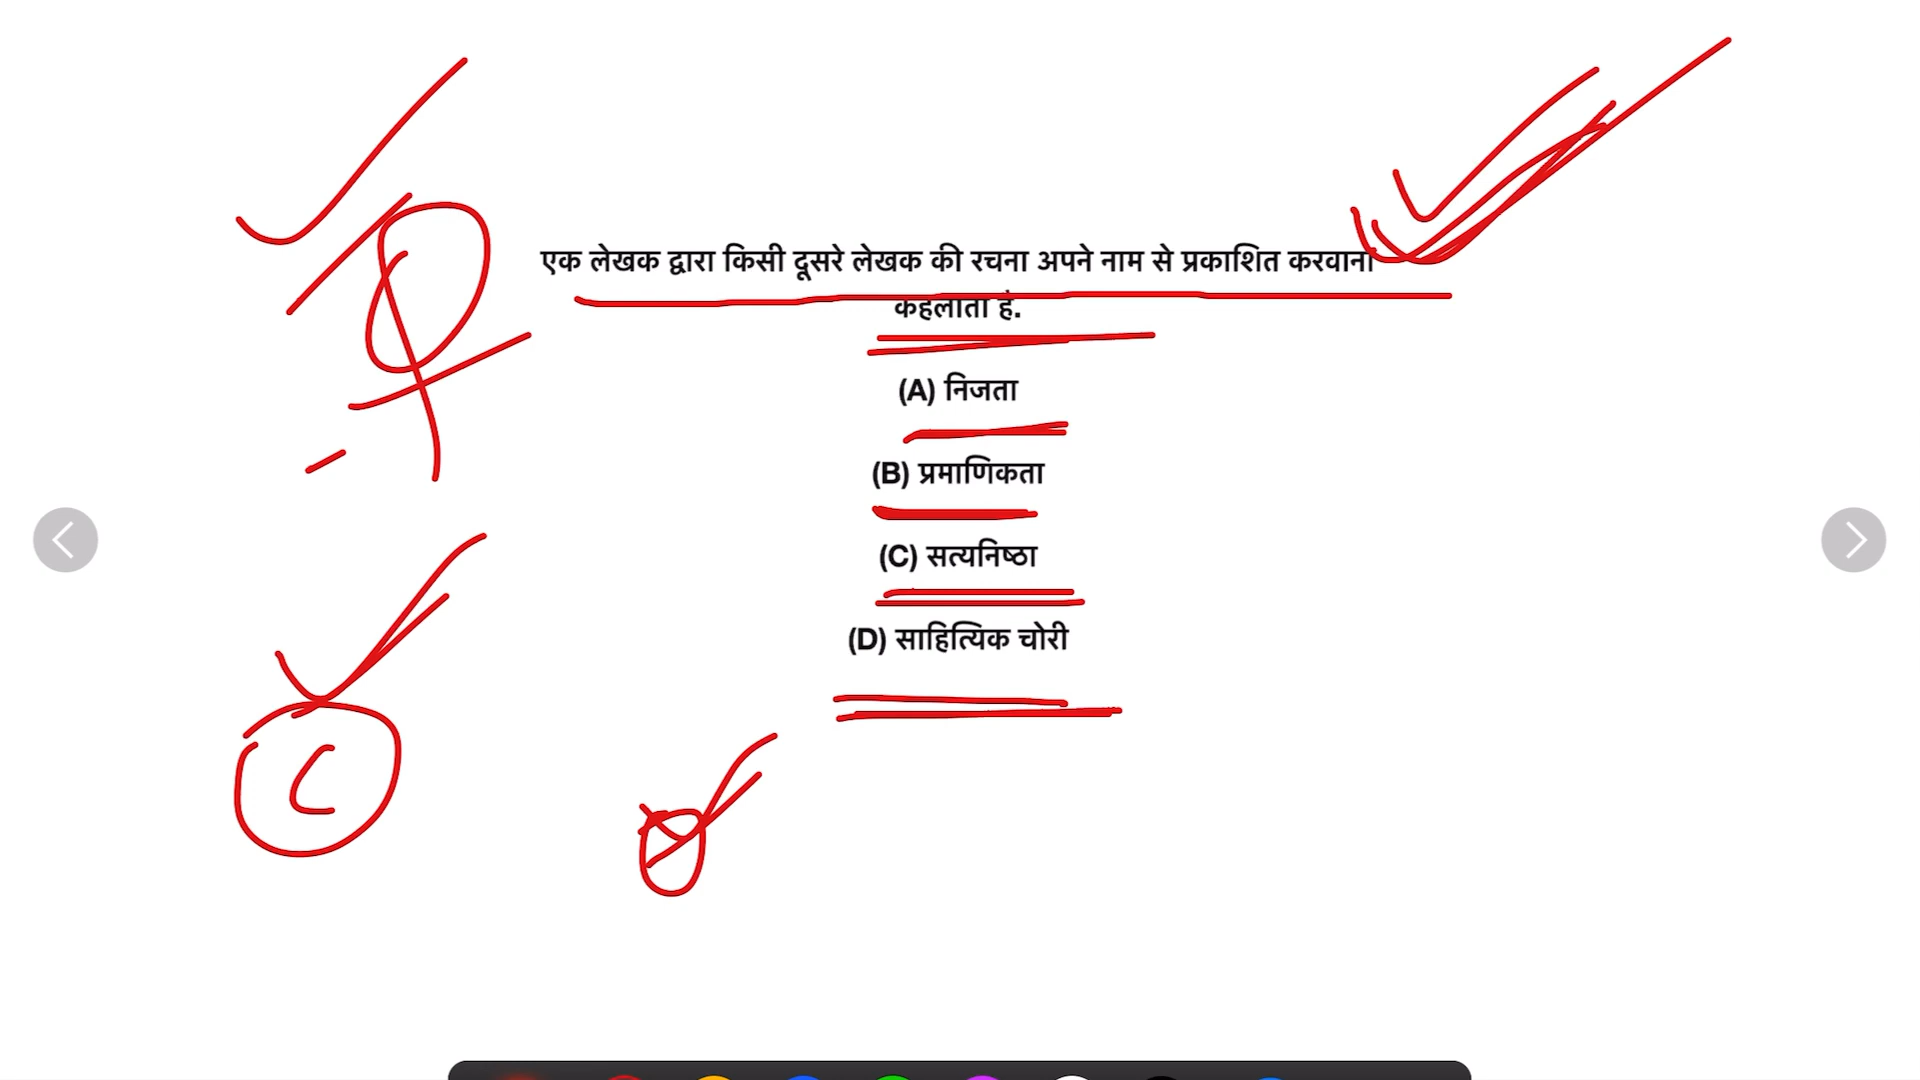 एक लेखक द्वारा किसी दूसरे लेखक की रचना अपने नाम से प्रकाशित करवाना
कहलाता है.
(A) निजता
(B) प्रमाणिकता
(C) सत्यनिष्ठा
(D) साहित्यिक चोरी
C